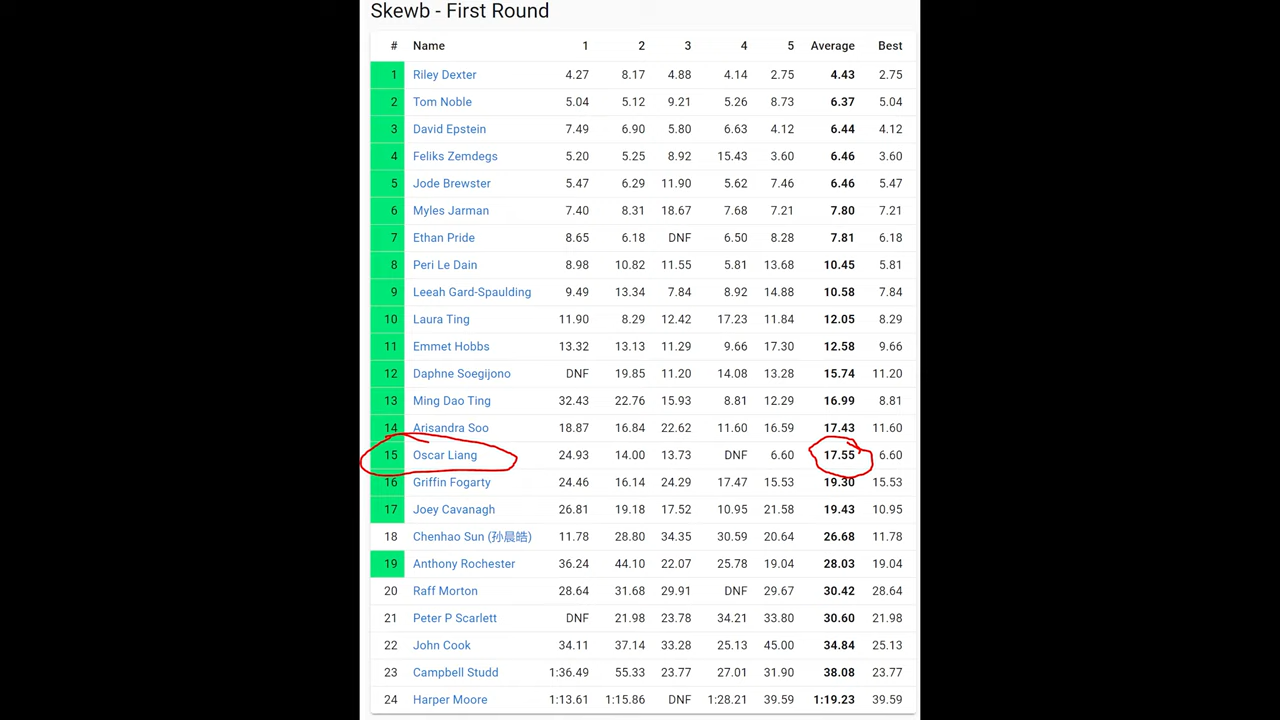 Skewb - First Round
# Name 1 2 3 4 5 Average Best
1 Riley Dexter 4.27 8.17 4.88 4.14 2.75 4.43 2.75
2 Tom Noble 5.04 5.12 9.21 5.26 8.73 6.37 5.04
3 David Epstein 7.49 6.90 5.80 6.63 4.12 6.44 4.12
4 Feliks Zemdegs 5.20 5.25 8.92 15.43 3.60 6.46 3.60
5 Jode Brewster 5.47 6.29 11.90 5.62 7.46 6.46 5.47
6 Myles Jarman 7.40 8.31 18.67 7.68 7.21 7.80 7.21
7 Ethan Pride 8.65 6.18 DNF 6.50 8.28 7.81 6.18
8 Peri Le Dain 8.98 10.82 11.55 5.81 13.68 10.45 5.81
9 Leeah Gard-Spaulding 9.49 13.34 7.84 8.92 14.88 10.58 7.84
10 Laura Ting 11.90 8.29 12.42 17.23 11.84 12.05 8.29
11 Emmet Hobbs 13.32 13.13 11.29 9.66 17.30 12.58 9.66
12 Daphne Soegijono DNF 19.85 11.20 14.08 13.28 15.74 11.20
13 Ming Dao Ting 32.43 22.76 15.93 8.81 12.29 16.99 8.81
14 Arisandra Soo 18.87 16.84 22.62 11.60 16.59 17.43 11.60
15 Oscar Liang 24.93 14.00 13.73 DNF 6.60 17.55 6.60
16 Griffin Fogarty 24.46 16.14 24.29 17.47 15.53 19.30 15.53
17 Joey Cavanagh 26.81 19.18 17.52 10.95 21.58 19.43 10.95
18 Chenhao Sun (孙晨皓) 11.78 28.80 34.35 30.59 20.64 26.68 11.78
19 Anthony Rochester 36.24 44.10 22.07 25.78 19.04 28.03 19.04
20 Raff Morton 28.64 31.68 29.91 DNF 29.67 30.42 28.64
21 Peter P Scarlett DNF 21.98 23.78 34.21 33.80 30.60 21.98
22 John Cook 34.11 37.14 33.28 25.13 45.00 34.84 25.13
23 Campbell Studd 1:36.49 55.33 23.77 27.01 31.90 38.08 23.77
24 Harper Moore 1:13.61 1:15.86 DNF 1:28.21 39.59 1:19.23 39.59